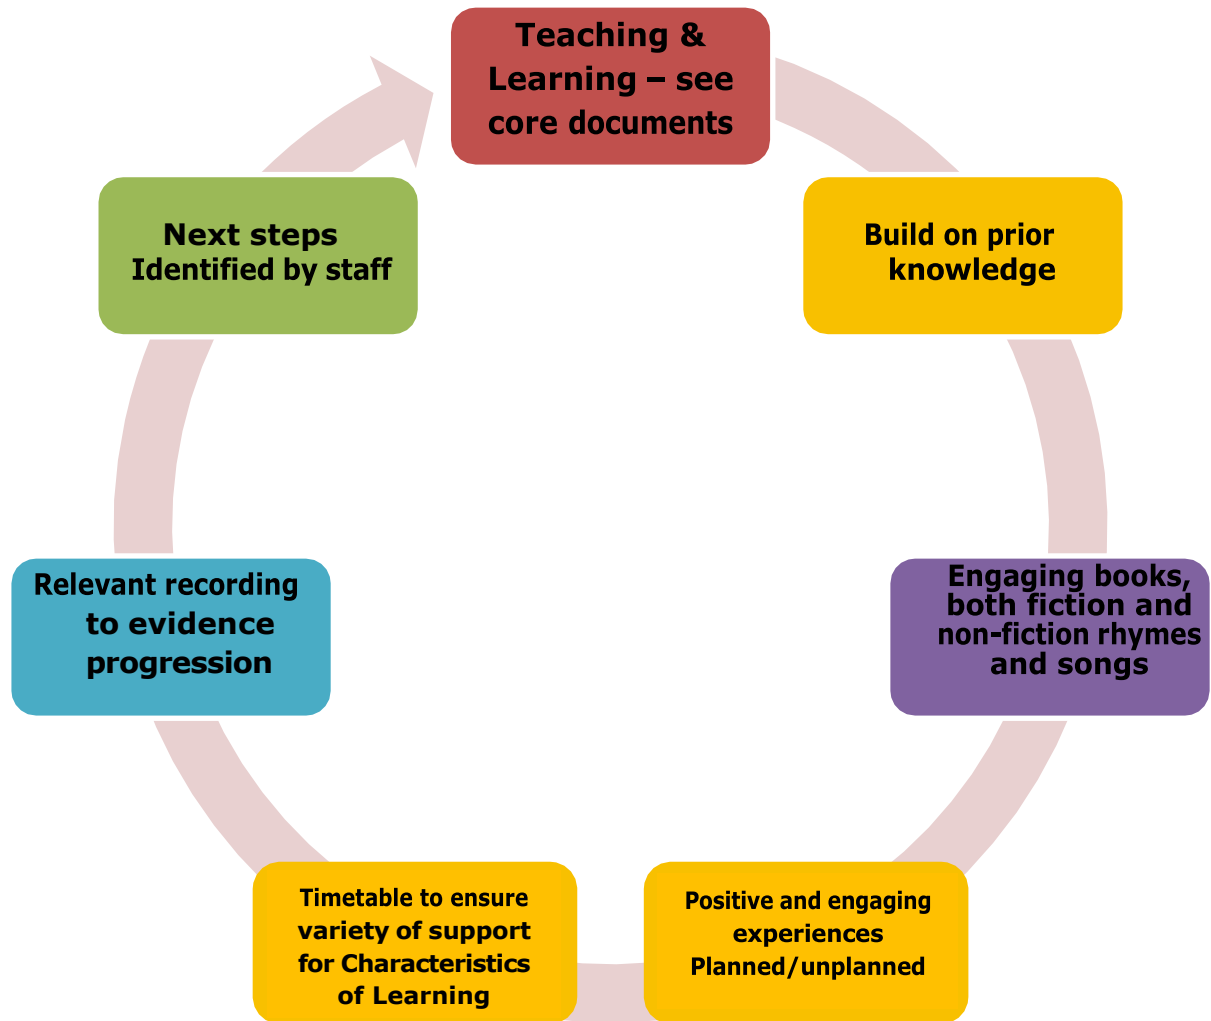 Teaching &
Learning – see
core documents
Build on prior
knowledge
Engaging books,
both fiction and
non-fiction rhymes
and songs
Positive and engaging
experiences
Planned/unplanned
Timetable to ensure
variety of support
for Characteristics
of Learning
Relevant recording
to evidence
progression
Next steps
Identified by staff